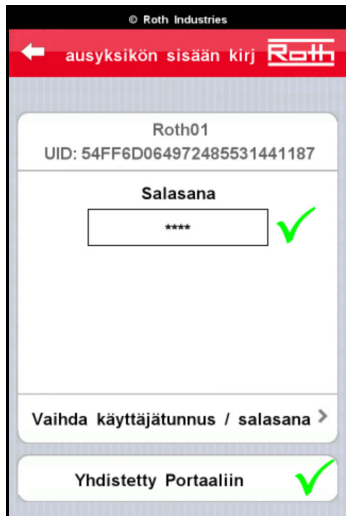 © Roth Industries
ausyksikön sisään kirj Roth
Roth01
UID: 54FF6D064972485531441187
Salasana
****
Vaihda käyttäjätunnus / salasana >
Yhdistetty Portaaliin